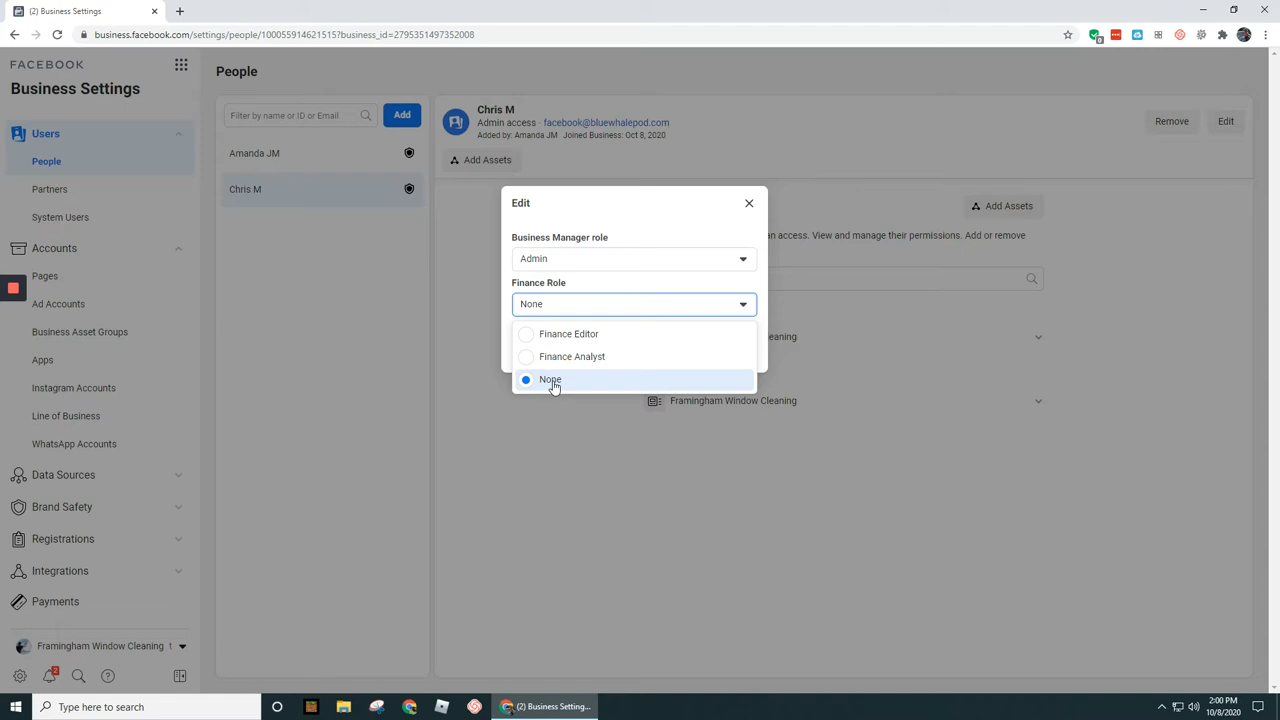 (2) Business Settings
business.facebook.com/settings/people/100055914621515?business_id=2795351497352008
FACEBOOK
Business Settings
Users
People
Partners
System Users
Accounts
Pages
Ad Accounts
Business Asset Groups
Apps
Instagram Accounts
Line of Business
WhatsApp Accounts
Data Sources
Brand Safety
Registrations
Integrations
Payments
Framingham Window Cleaning
2
People
Filter by name or ID or Email
Add
Amanda JM
Chris M
Chris M
Admin access · facebook@bluewhalepod.com
Added by: Amanda JM Joined Business: Oct 8, 2020
Remove
Edit
Add Assets
Add Assets
an access. View and manage their permissions. Add or remove
Framingham Window Cleaning
Edit
Business Manager role
Admin
Finance Role
None
Finance Editor
Finance Analyst
None
Type here to search
(2) Business Setting...
2:00 PM
10/8/2020